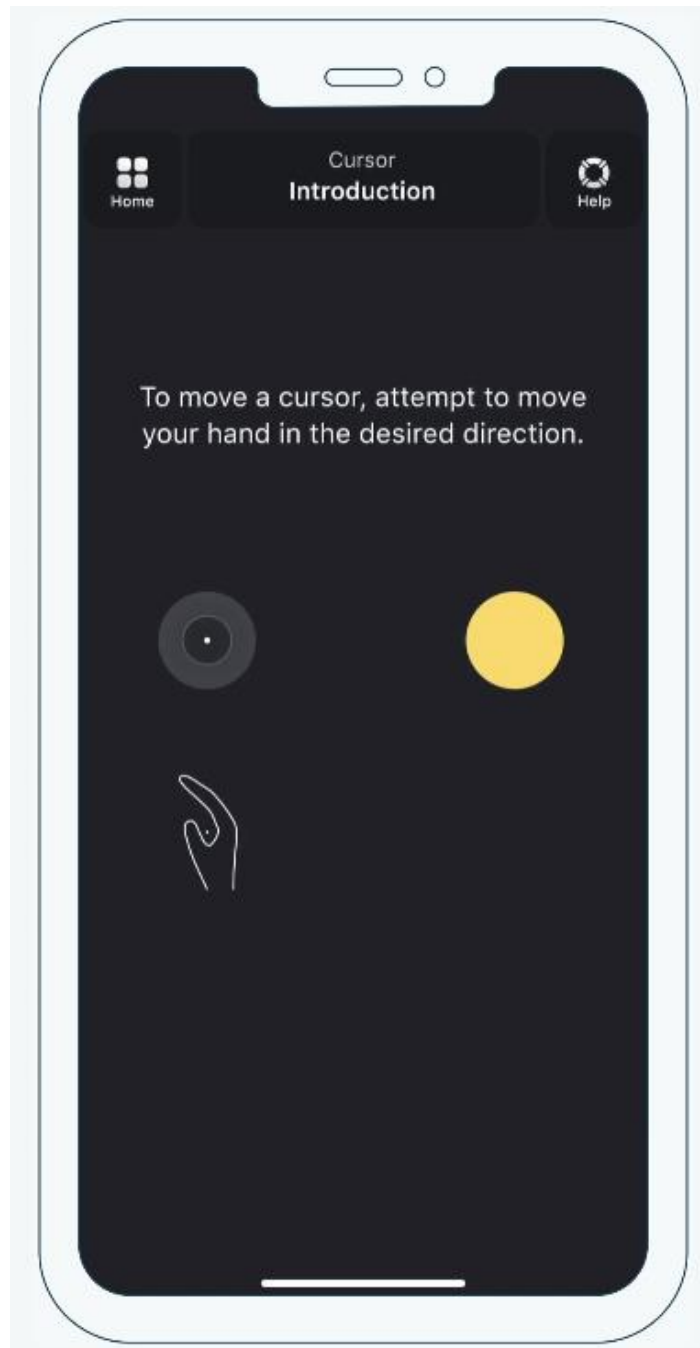 Cursor
Home
Introduction
Help
To move a cursor, attempt to move
your hand in the desired direction.